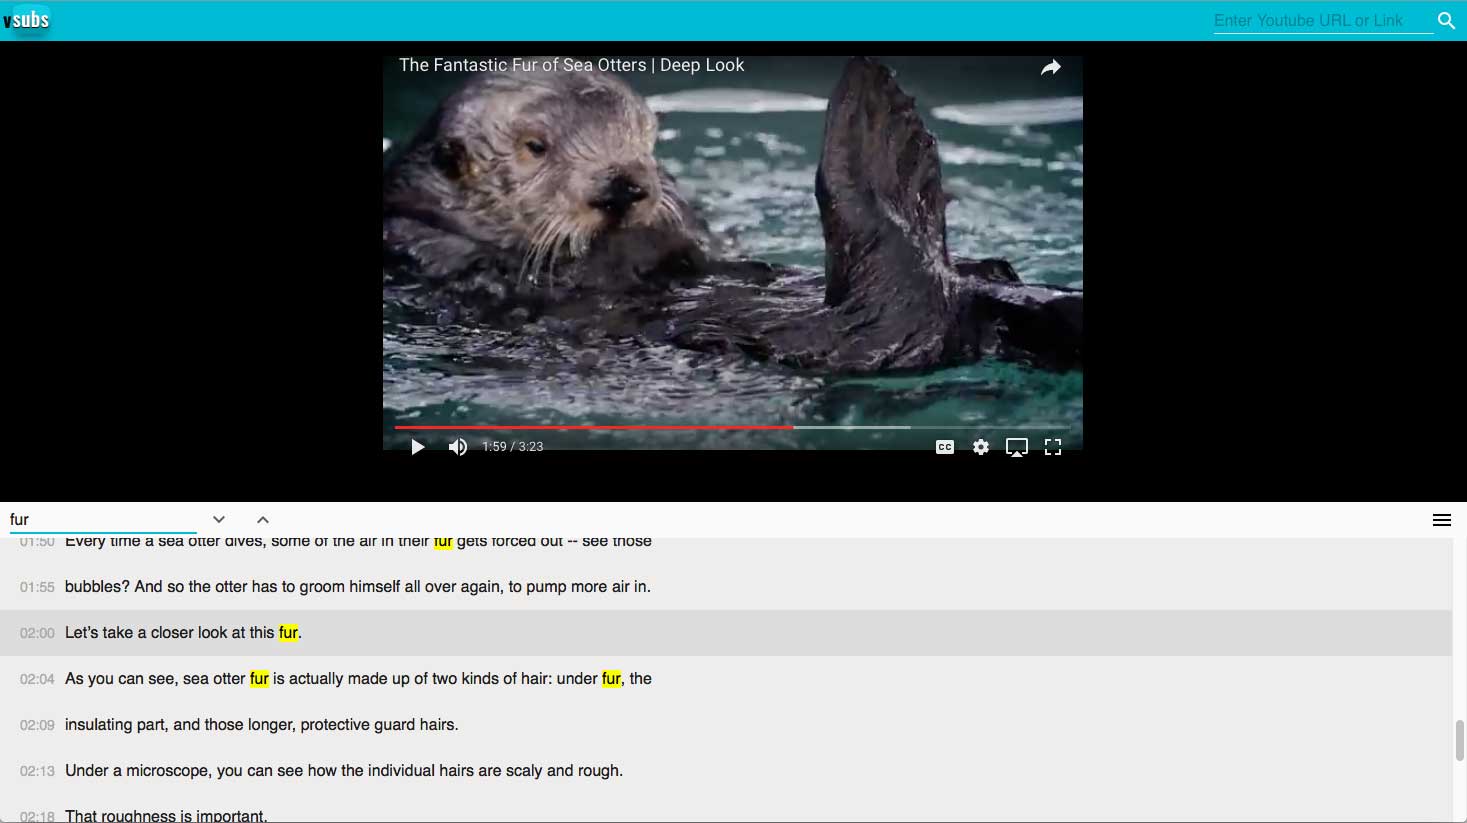 vsubs
Enter Youtube URL or Link
The Fantastic Fur of Sea Otters | Deep Look
1:59 / 3:23
CC
fur
01:50 Every time a sea otter dives, some of the air in their fur gets forced out -- see those
01:55 bubbles? And so the otter has to groom himself all over again, to pump more air in.
02:00 Let’s take a closer look at this fur.
02:04 As you can see, sea otter fur is actually made up of two kinds of hair: under fur, the
02:09 insulating part, and those longer, protective guard hairs.
02:13 Under a microscope, you can see how the individual hairs are scaly and rough.
02:18 That roughness is important.